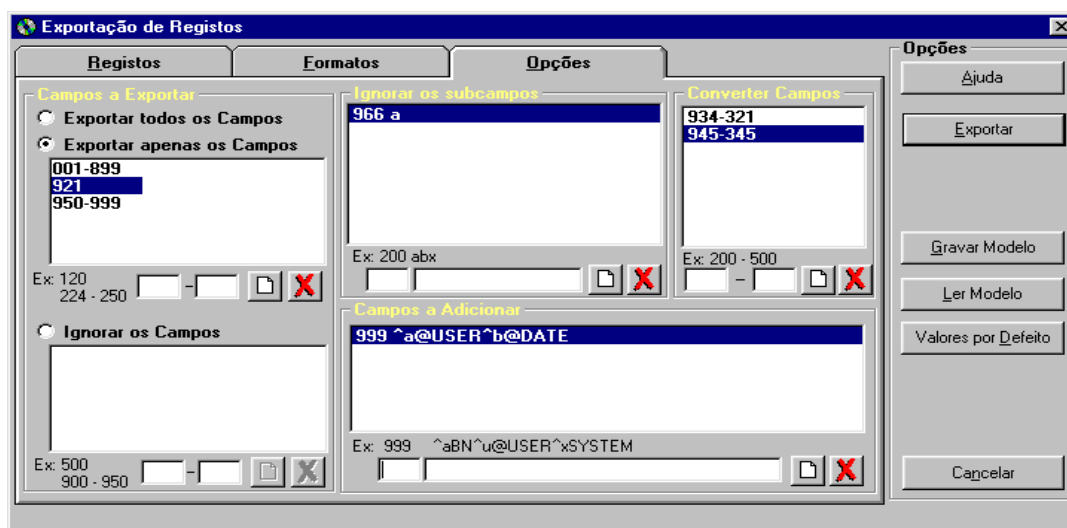 Exportação de Registos
Registos
Formatos
Opções
Campos a Exportar
Exportar todos os Campos
Exportar apenas os Campos
001-899
921
950-999
Ex: 120
224 - 250
-
Ignorar os Campos
Ex: 500
900 - 950
-
Ignorar os subcampos
966 a
Ex: 200 abx
Converter Campos
934-321
945-345
Ex: 200 - 500
-
Campos a Adicionar
999 ^a@USER^b@DATE
Ex: 999 ^aBN^u@USER^xSYSTEM
Opções
Ajuda
Exportar
Gravar Modelo
Ler Modelo
Valores por Defeito
Cancelar